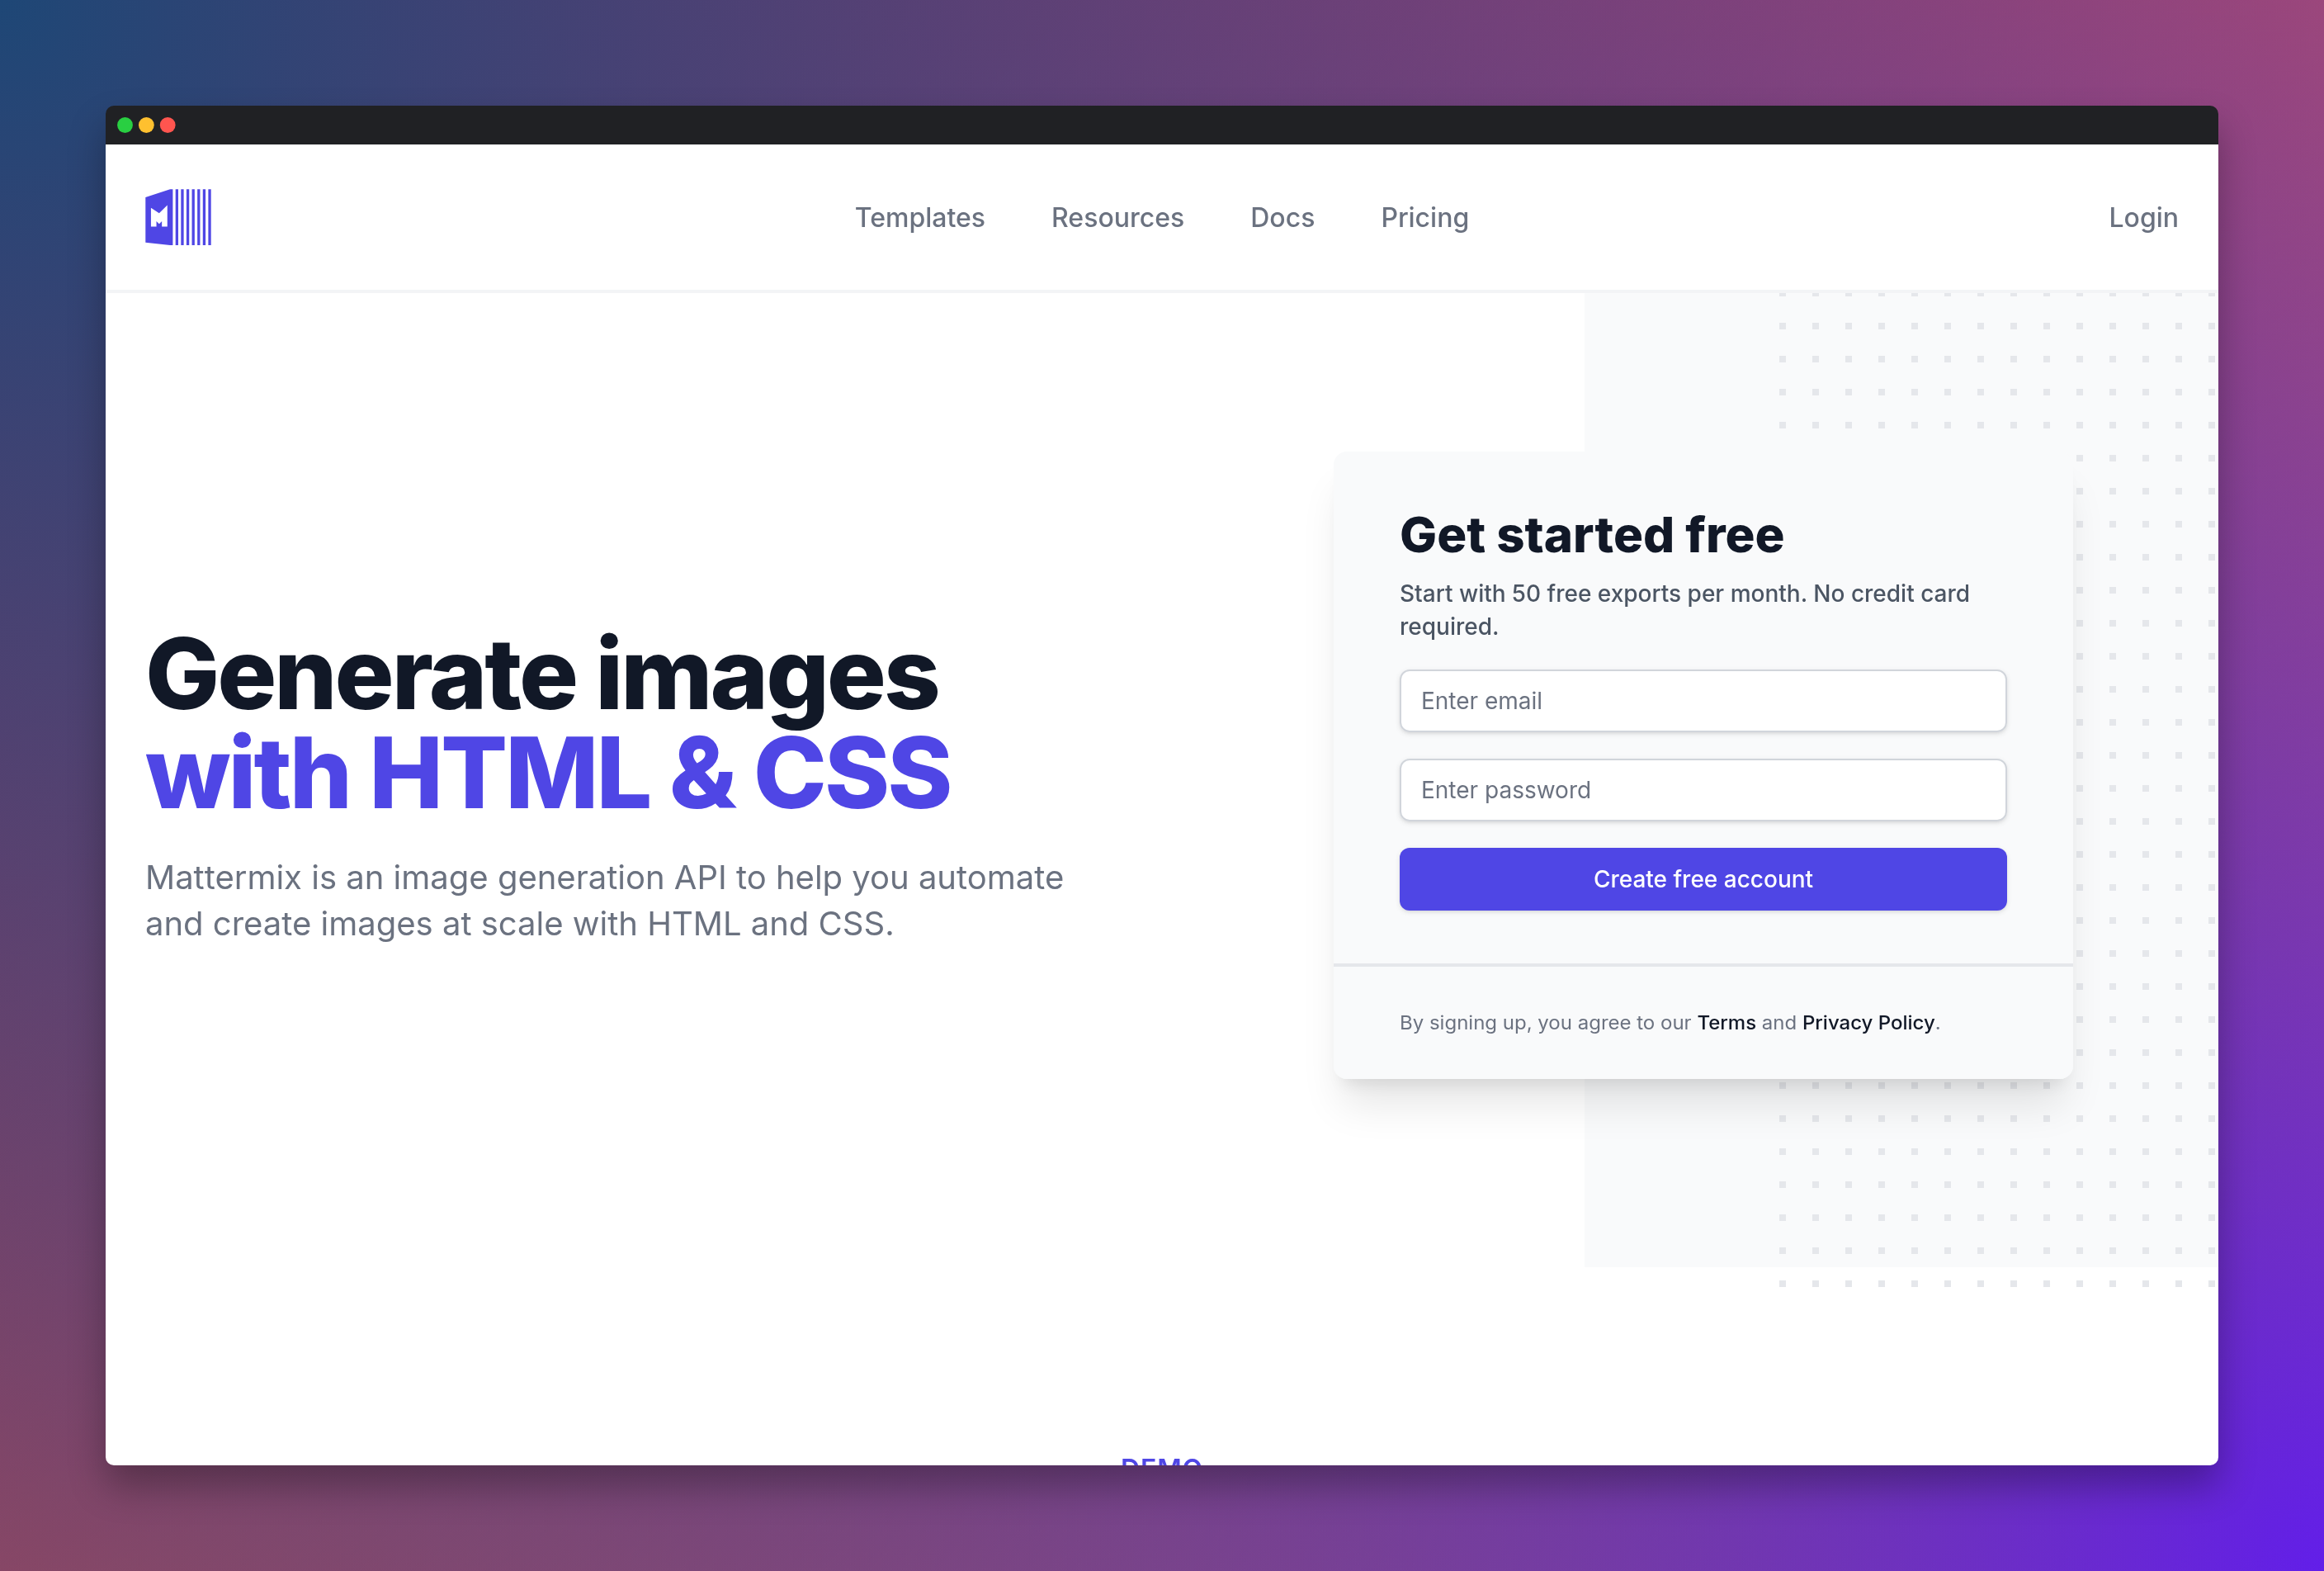 M
Templates Resources Docs Pricing Login
Generate images
with HTML & CSS
Mattermix is an image generation API to help you automate
and create images at scale with HTML and CSS.
Get started free
Start with 50 free exports per month. No credit card
required.
Enter email
Enter password
Create free account
By signing up, you agree to our Terms and Privacy Policy.
DEMO